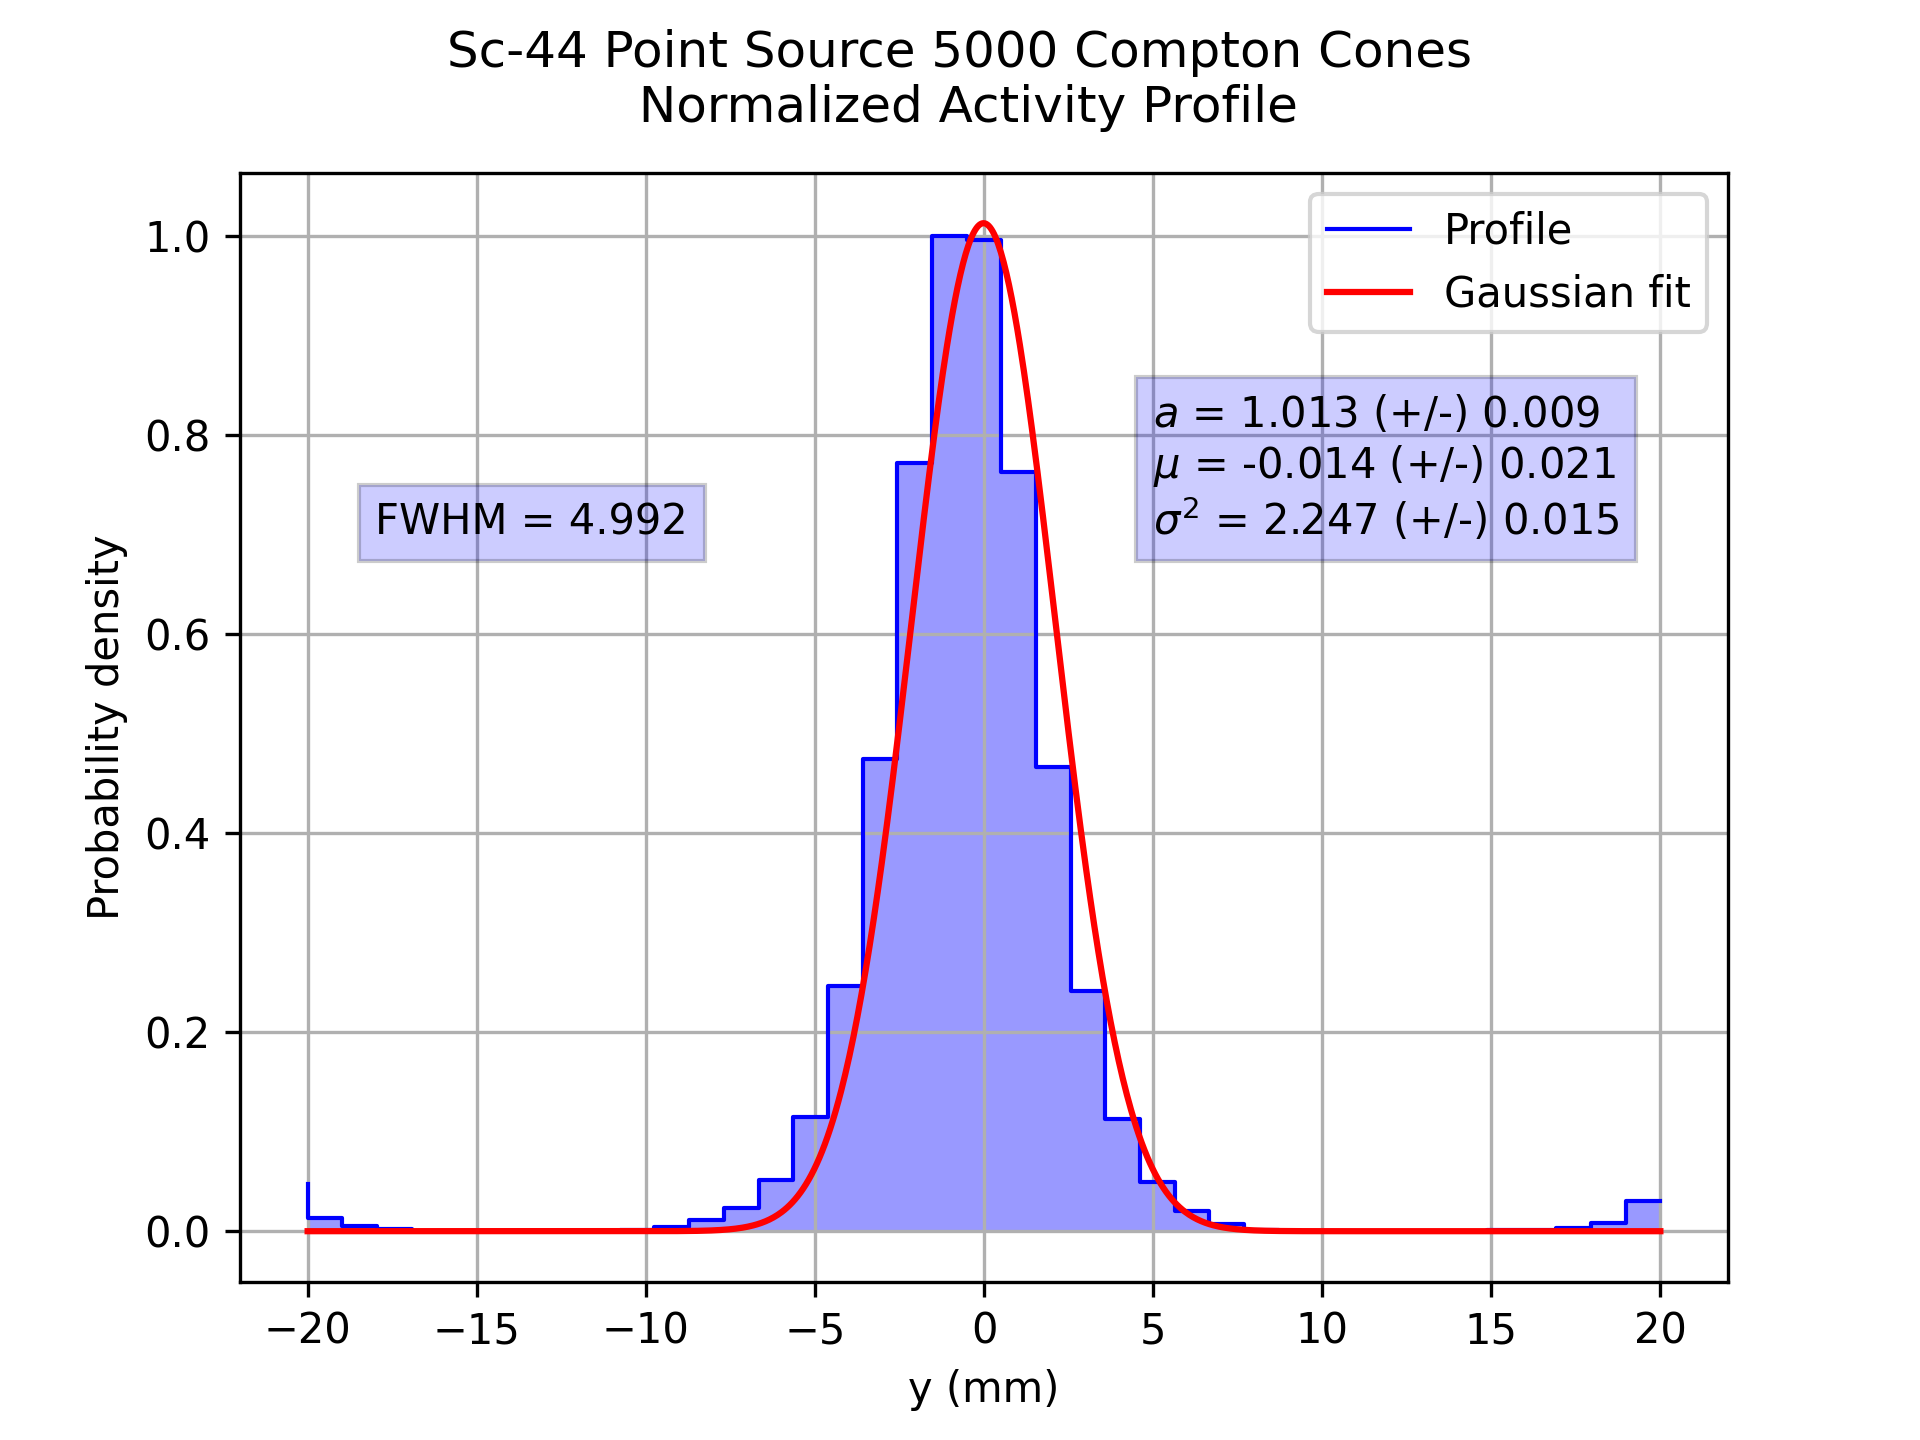 Sc-44 Point Source 5000 Compton Cones
Normalized Activity Profile
Profile
Gaussian fit
a = 1.013 (+/-) 0.009
μ = -0.014 (+/-) 0.021
σ² = 2.247 (+/-) 0.015
FWHM = 4.992
Probability density
1.0
0.8
0.6
0.4
0.2
0.0
−20 −15 −10 −5 0 5 10 15 20
y (mm)